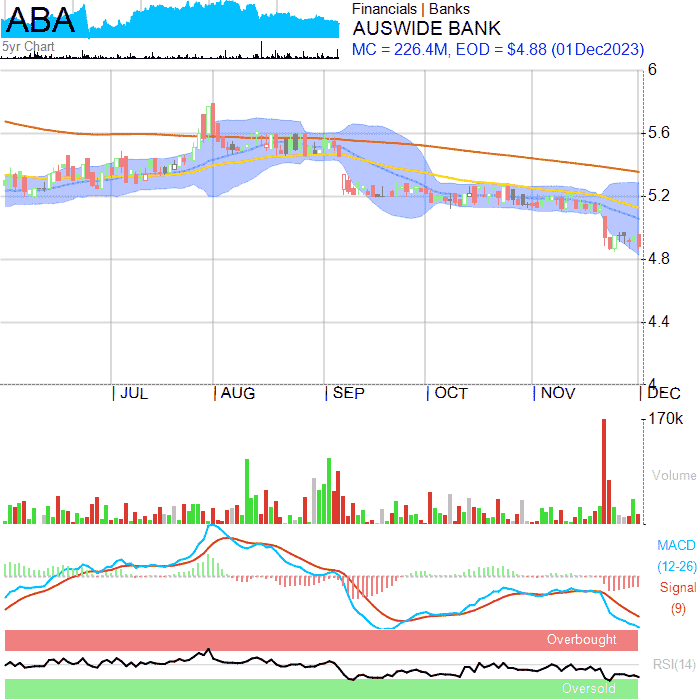 ABA
5yr Chart
Financials | Banks
AUSWIDE BANK
MC = 226.4M, EOD = $4.88 (01Dec2023)
6
5.6
5.2
4.8
4.4
4
JUL AUG SEP OCT NOV DEC
170k
Volume
MACD
(12-26)
Signal
(9)
Overbought
RSI(14)
Oversold